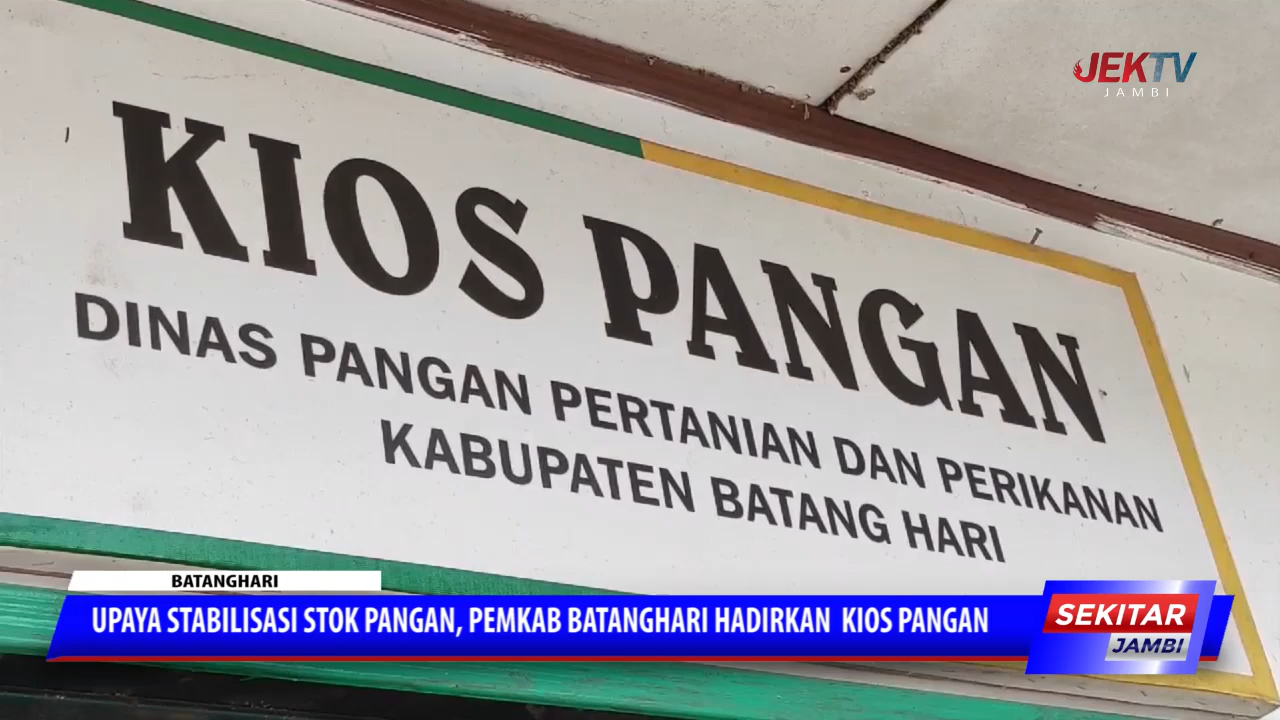 JEKTV
JAMBI
KIOS PANGAN
DINAS PANGAN PERTANIAN DAN PERIKANAN
KABUPATEN BATANG HARI
BATANGHARI
UPAYA STABILISASI STOK PANGAN, PEMKAB BATANGHARI HADIRKAN KIOS PANGAN
SEKITAR
JAMBI